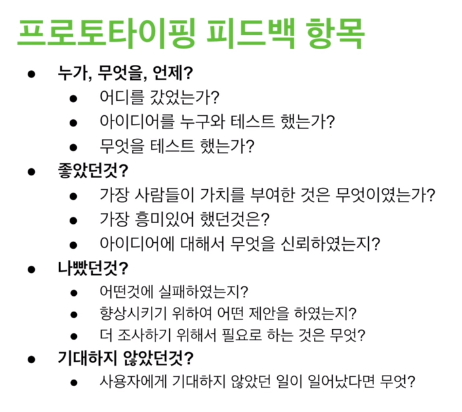 프로토타이핑 피드백 항목
● 누가, 무엇을, 언제?
● 어디를 갔었는가?
● 아이디어를 누구와 테스트 했는가?
● 무엇을 테스트 했는가?
● 좋았던것?
● 가장 사람들이 가치를 부여한 것은 무엇이였는가?
● 가장 흥미있어 했던것은?
● 아이디어에 대해서 무엇을 신뢰하였는지?
● 나빴던것?
● 어떤것에 실패하였는지?
● 향상시키기 위하여 어떤 제안을 하였는지?
● 더 조사하기 위해서 필요로 하는 것은 무엇?
● 기대하지 않았던것?
● 사용자에게 기대하지 않았던 일이 일어났다면 무엇?